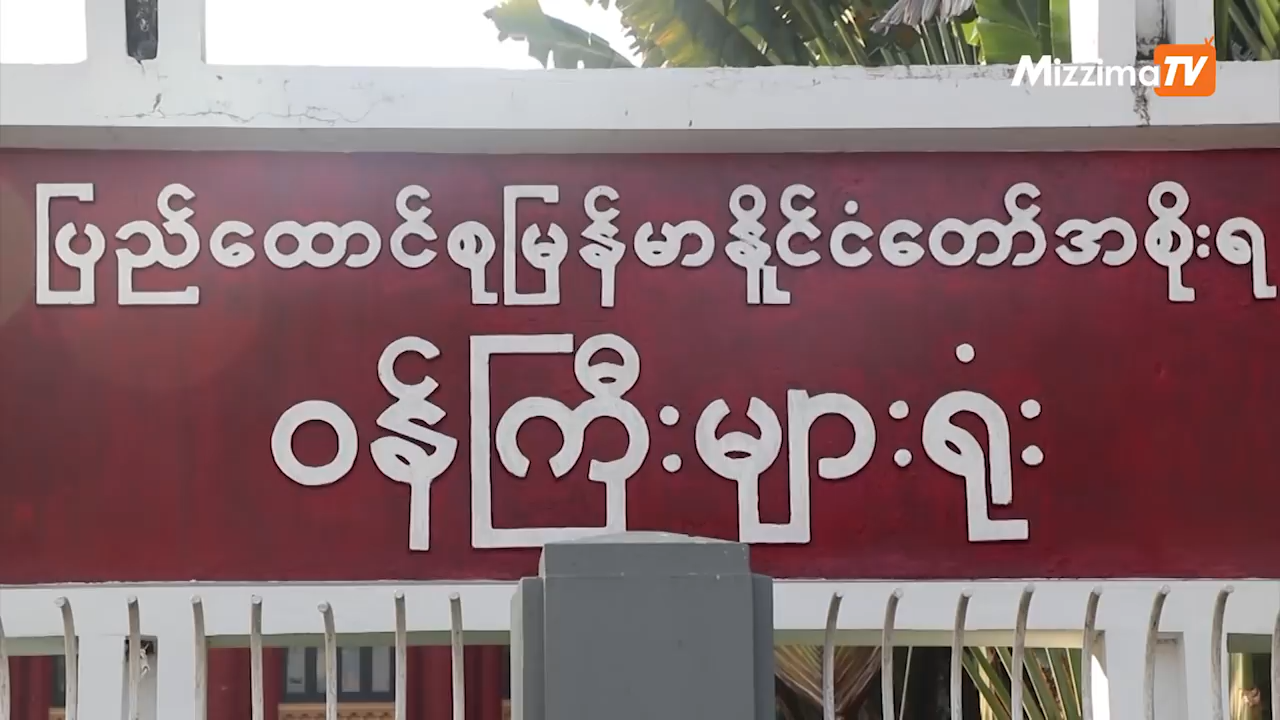 MizzimaTV
ပြည်ထောင်စုမြန်မာနိူင်ငံတော်အစိုးရ
ဝန်ကြီးများရုံး